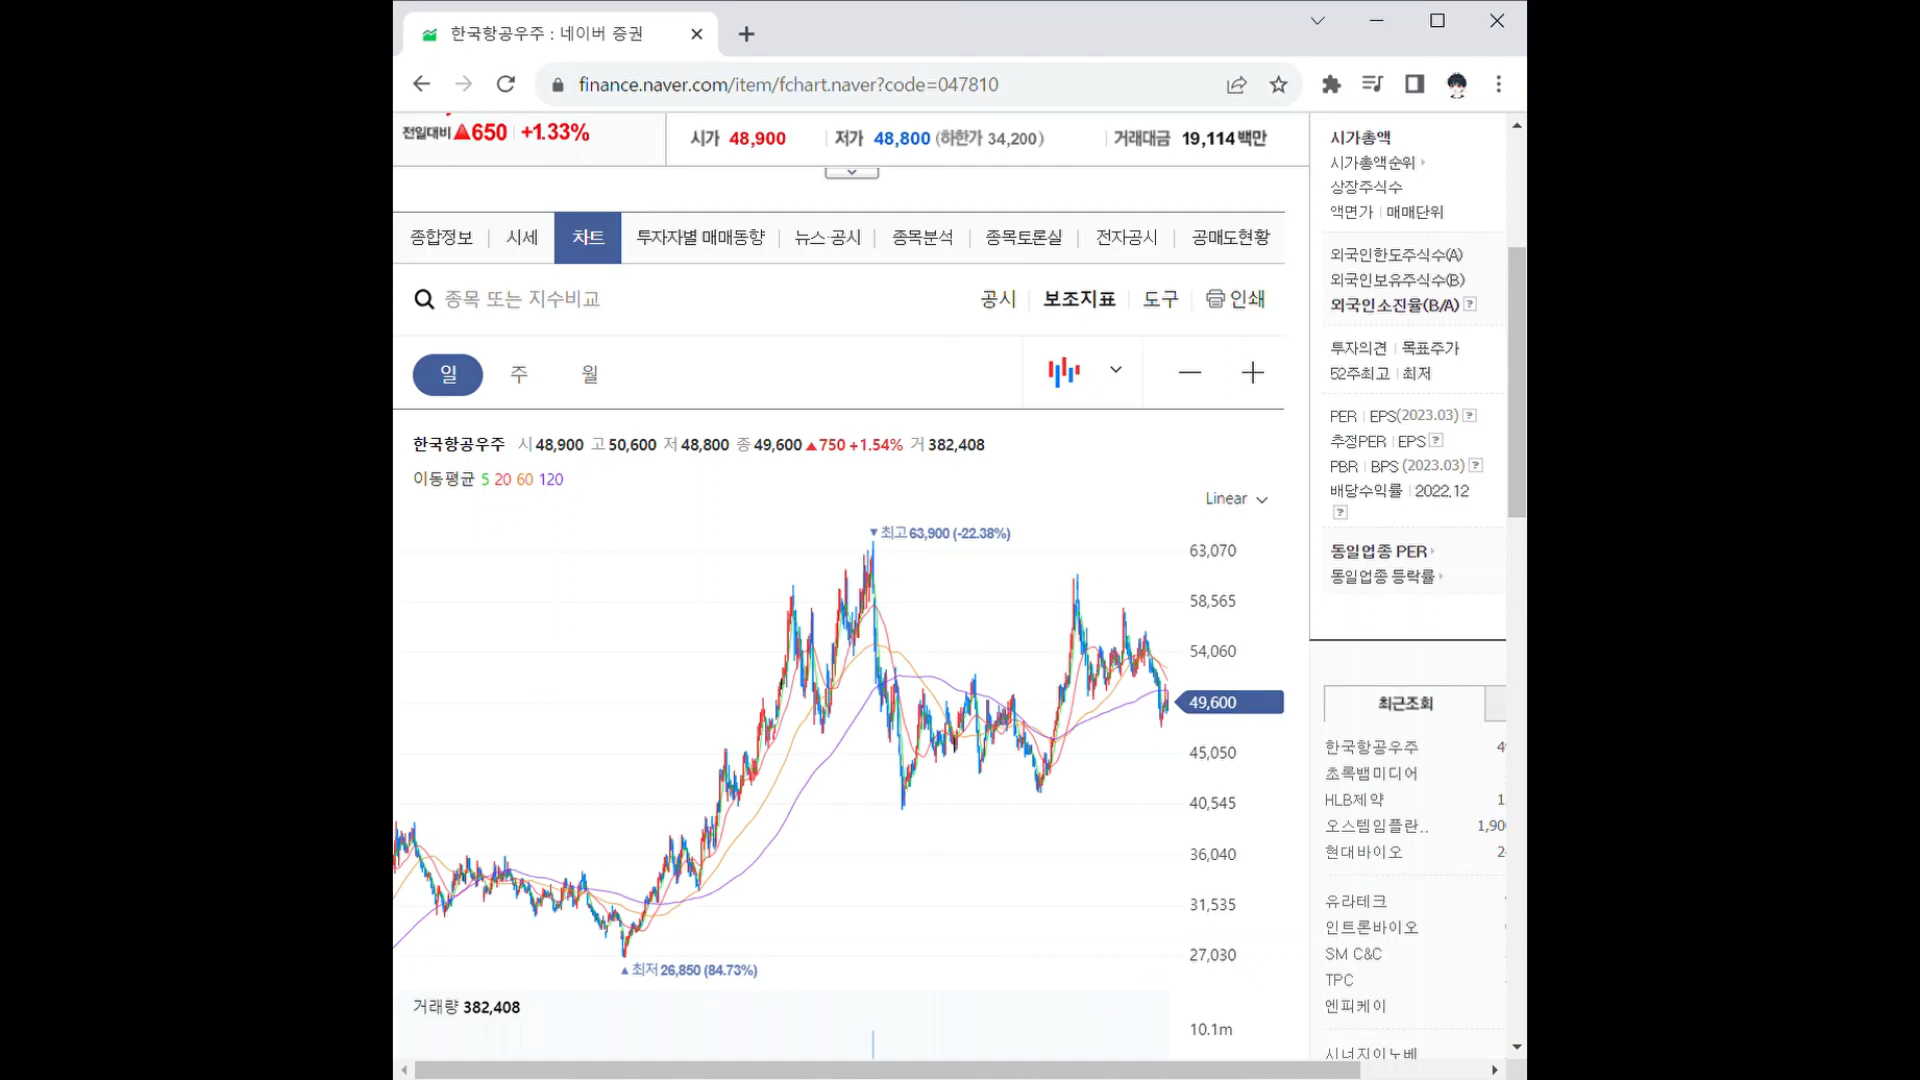 한국항공우주 : 네이버 증권
finance.naver.com/item/fchart.naver?code=047810
전일대비 ▲650 +1.33%
시가 48,900 저가 48,800 (하한가 34,200) 거래대금 19,114백만
종합정보 시세 차트 투자자별 매매동향 뉴스·공시 종목분석 종목토론실 전자공시 공매도현황
종목 또는 지수비교 공시 보조지표 도구 인쇄
일 주 월
한국항공우주 시 48,900 고 50,600 저 48,800 종 49,600 ▲750 +1.54% 거 382,408
이동평균 5 20 60 120
Linear
▼최고 63,900 (-22.38%)
63,070
58,565
54,060
49,600
45,050
40,545
36,040
31,535
27,030
▲최저 26,850 (84.73%)
거래량 382,408
10.1m
시가총액
시가총액순위
상장주식수
액면가 | 매매단위
외국인한도주식수(A)
외국인보유주식수(B)
외국인소진율(B/A) ?
투자의견 | 목표주가
52주최고 | 최저
PER | EPS(2023.03) ?
추정PER | EPS ?
PBR | BPS (2023.03) ?
배당수익률 | 2022.12
?
동일업종 PER
동일업종 등락률
최근조회
한국항공우주
초록뱀미디어
HLB제약
오스템임플란.. 1,90
현대바이오
유라테크
인트론바이오
SM C&C
TPC
엔피케이
시너지이노베